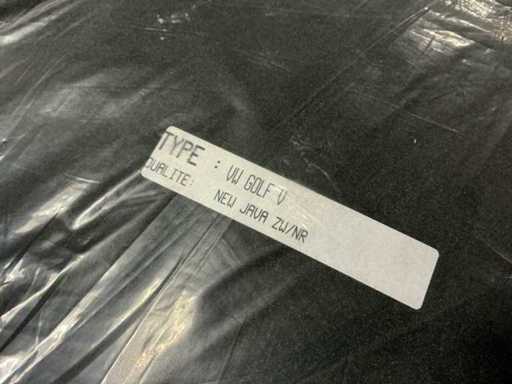 TYPE : VW GOLF V
QUALITE: NEW JAVA ZW/NR